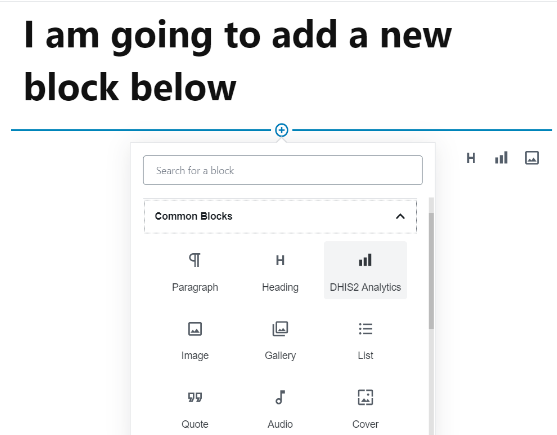 I am going to add a new
block below
Search for a block
Common Blocks
Paragraph
Heading
DHIS2 Analytics
Image
Gallery
List
Quote
Audio
Cover